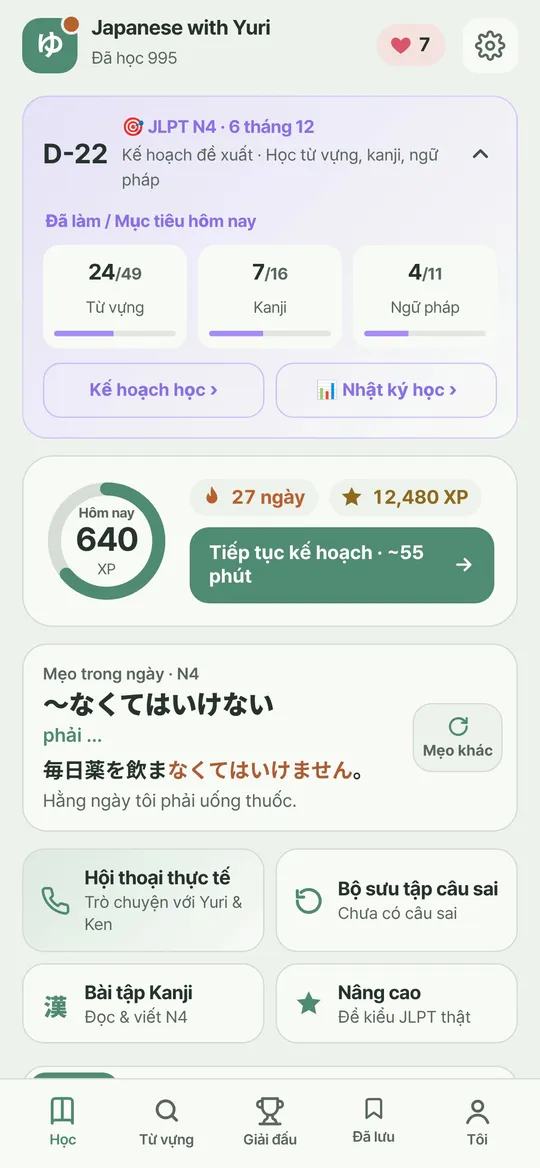 ゆ
Japanese with Yuri
Đã học 995
7
🎯 JLPT N4 · 6 tháng 12
D-22
Kế hoạch đề xuất · Học từ vựng, kanji, ngữ
pháp
Đã làm / Mục tiêu hôm nay
24/49
7/16
4/11
Từ vựng
Kanji
Ngữ pháp
Kế hoạch học ›
📊 Nhật ký học ›
Hôm nay
640
XP
27 ngày
12,480 XP
Tiếp tục kế hoạch · ~55
phút
Mẹo trong ngày · N4
〜なくてはいけない
phải ...
毎日薬を飲まなくてはいけません。
Hằng ngày tôi phải uống thuốc.
Mẹo khác
Hội thoại thực tế
Trò chuyện với Yuri &
Ken
Bộ sưu tập câu sai
Chưa có câu sai
漢
Bài tập Kanji
Đọc & viết N4
Nâng cao
Đề kiểu JLPT thật
Học
Từ vựng
Giải đấu
Đã lưu
Tôi